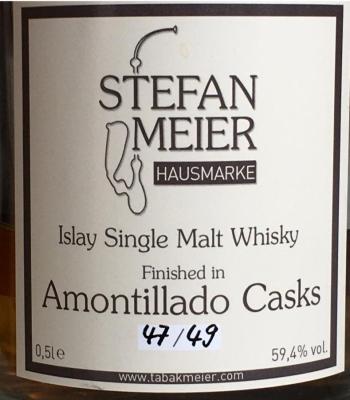 STEFAN
MEIER
HAUSMARKE
Islay Single Malt Whisky
Finished in
Amontillado Casks
47/49
0,5l e 59,4% vol.
www.tabakmeier.com